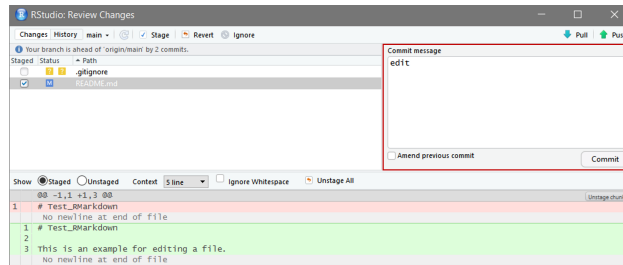 RStudio: Review Changes
Changes History main Stage Revert Ignore Pull Pus
Your branch is ahead of 'origin/main' by 2 commits.
Staged Status Path
? ? .gitignore
M README.md
Commit message
edit
Amend previous commit Commit
Show Staged Unstaged Context 5 line Ignore Whitespace Unstage All
@@ -1,1 +1,3 @@ Unstage chunk
1 # Test_RMarkdown
No newline at end of file
1 # Test_RMarkdown
2
3 This is an example for editing a file.
No newline at end of file